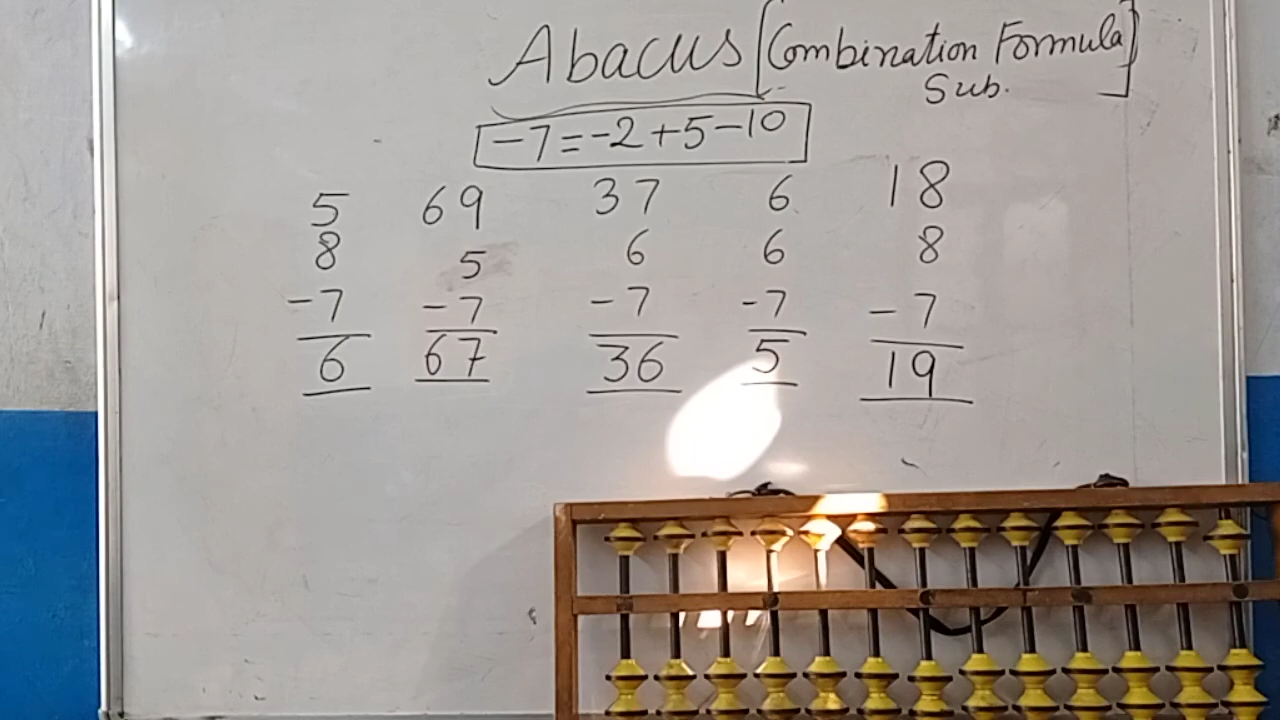 Abacus [Combination Formula]
Sub.
-7=-2+5-10
5 69 37 6 18
8 5 6 6 8
-7 -7 -7 -7 -7
6 67 36 5 19